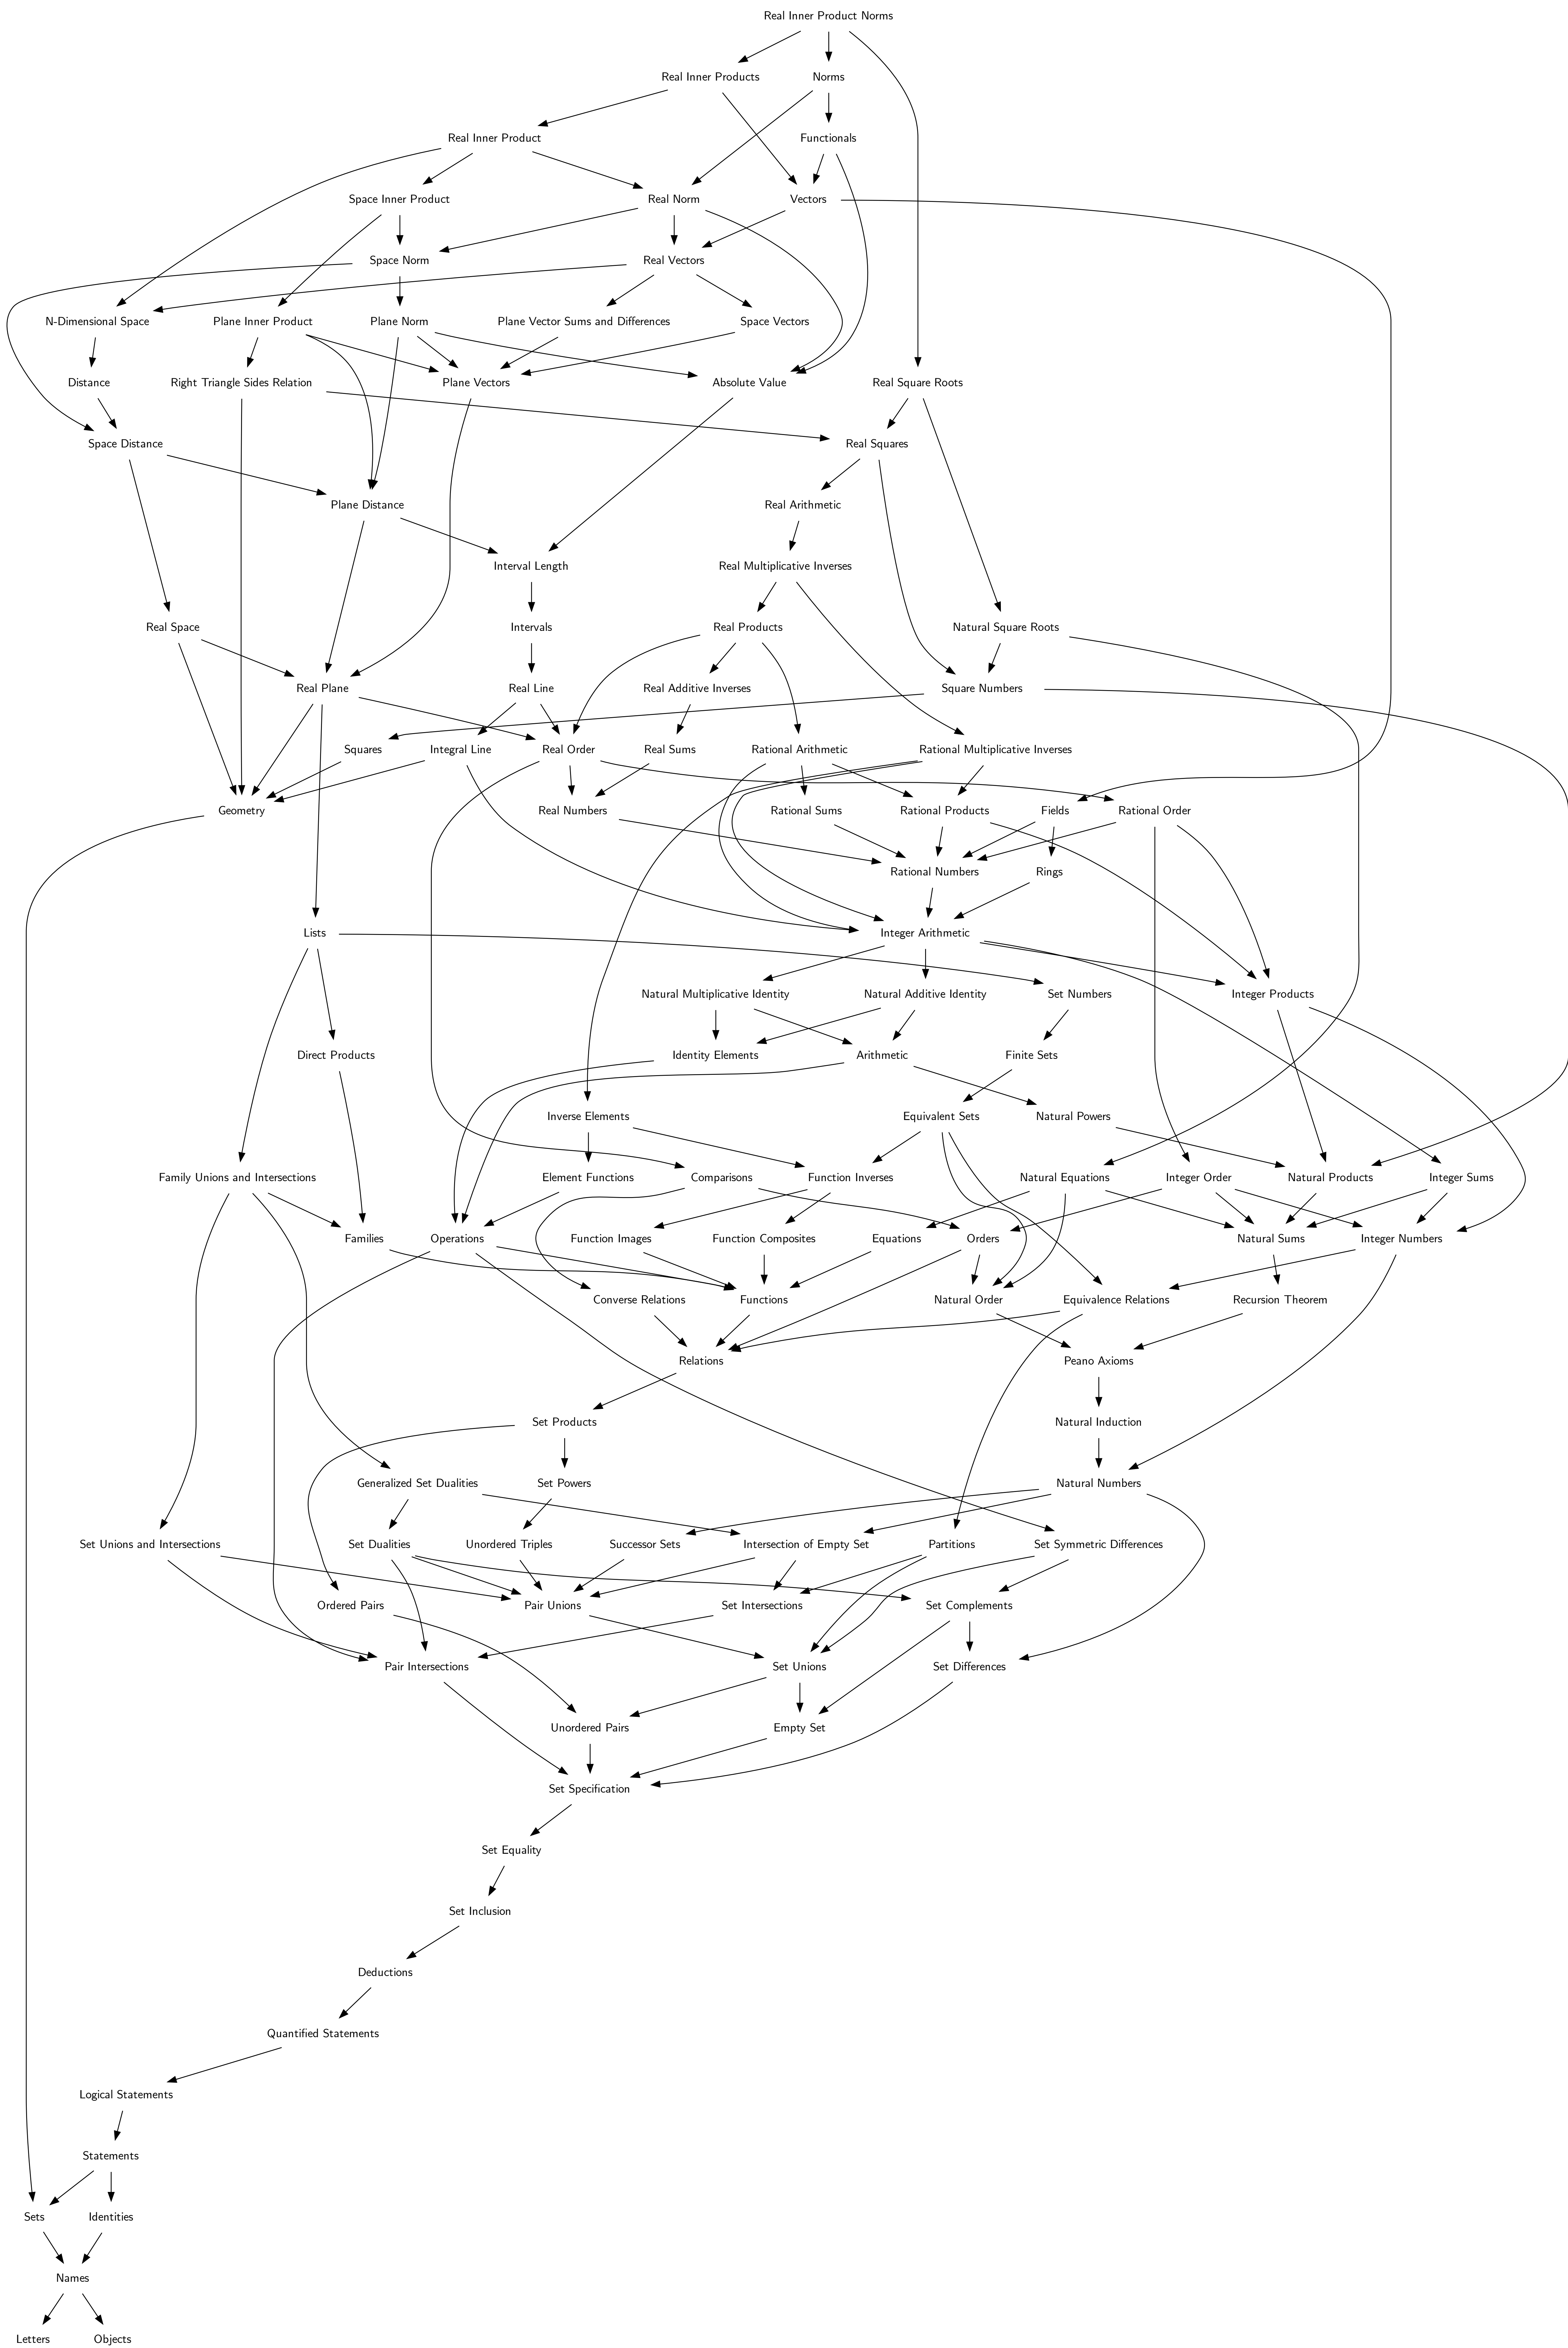 Real Inner Product Norms
Real Inner Products
Norms
Real Inner Product
Functionals
Space Inner Product
Real Norm
Vectors
Space Norm
Real Vectors
N-Dimensional Space
Plane Inner Product
Plane Norm
Plane Vector Sums and Differences
Space Vectors
Distance
Right Triangle Sides Relation
Plane Vectors
Absolute Value
Real Square Roots
Space Distance
Real Squares
Plane Distance
Real Arithmetic
Interval Length
Real Multiplicative Inverses
Real Space
Intervals
Real Products
Natural Square Roots
Real Plane
Real Line
Real Additive Inverses
Square Numbers
Squares
Integral Line
Real Order
Real Sums
Rational Arithmetic
Rational Multiplicative Inverses
Geometry
Real Numbers
Rational Sums
Rational Products
Fields
Rational Order
Rational Numbers
Rings
Lists
Integer Arithmetic
Natural Multiplicative Identity
Natural Additive Identity
Set Numbers
Integer Products
Direct Products
Identity Elements
Arithmetic
Finite Sets
Inverse Elements
Equivalent Sets
Natural Powers
Family Unions and Intersections
Element Functions
Comparisons
Function Inverses
Natural Equations
Integer Order
Natural Products
Integer Sums
Families
Operations
Function Images
Function Composites
Equations
Orders
Natural Sums
Integer Numbers
Converse Relations
Functions
Natural Order
Equivalence Relations
Recursion Theorem
Relations
Peano Axioms
Set Products
Natural Induction
Generalized Set Dualities
Set Powers
Natural Numbers
Set Unions and Intersections
Set Dualities
Unordered Triples
Successor Sets
Intersection of Empty Set
Partitions
Set Symmetric Differences
Ordered Pairs
Pair Unions
Set Intersections
Set Complements
Pair Intersections
Set Unions
Set Differences
Unordered Pairs
Empty Set
Set Specification
Set Equality
Set Inclusion
Deductions
Quantified Statements
Logical Statements
Statements
Sets
Identities
Names
Letters
Objects